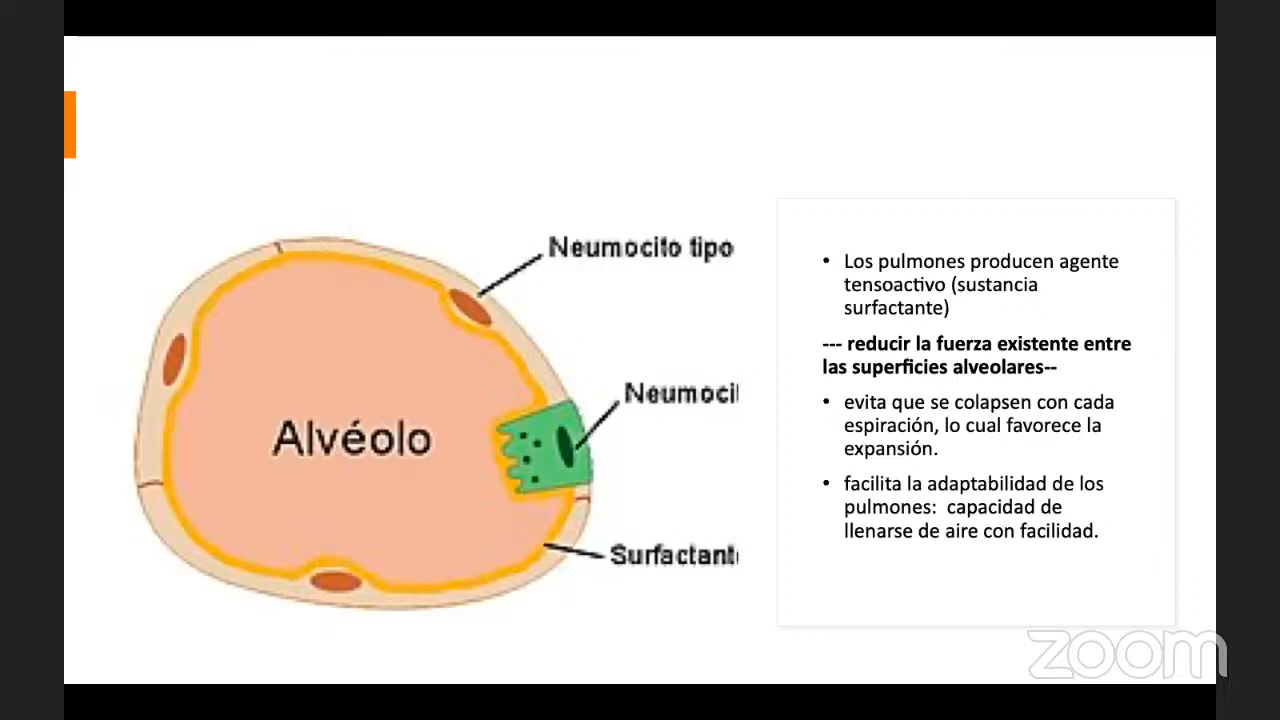 Neumocito tipo
Neumoci
Alvéolo
Surfactant
• Los pulmones producen agente
tensoactivo (sustancia
surfactante)
--- reducir la fuerza existente entre
las superficies alveolares--
• evita que se colapsen con cada
espiración, lo cual favorece la
expansión.
• facilita la adaptabilidad de los
pulmones: capacidad de
llenarse de aire con facilidad.
zoom